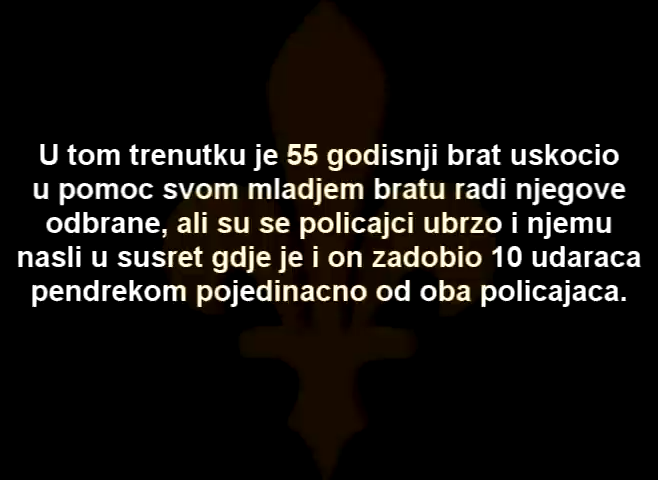 U tom trenutku je 55 godisnji brat uskocio
u pomoc svom mladjem bratu radi njegove
odbrane, ali su se policajci ubrzo i njemu
nasli u susret gdje je i on zadobio 10 udaraca
pendrekom pojedinacno od oba policajaca.